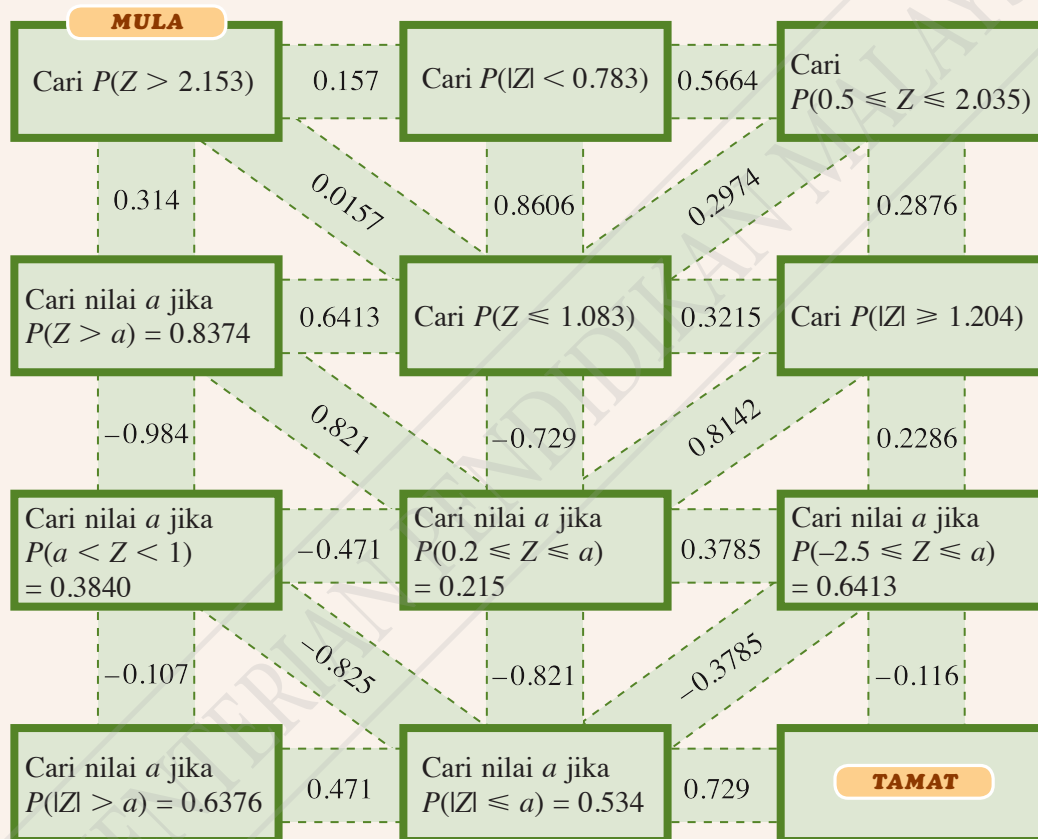 MULA
Cari P(Z > 2.153)
0.157
Cari P(|Z| < 0.783)
0.5664
Cari
P(0.5 ⩽ Z ⩽ 2.035)
0.314
0.0157
0.8606
0.2974
0.2876
Cari nilai a jika
P(Z > a) = 0.8374
0.6413
Cari P(Z ⩽ 1.083)
0.3215
Cari P(|Z| ⩾ 1.204)
–0.984
0.821
–0.729
0.8142
0.2286
Cari nilai a jika
P(a < Z < 1)
= 0.3840
–0.471
Cari nilai a jika
P(0.2 ⩽ Z ⩽ a)
= 0.215
0.3785
Cari nilai a jika
P(–2.5 ⩽ Z ⩽ a)
= 0.6413
–0.107
–0.825
–0.821
–0.3785
–0.116
Cari nilai a jika
P(|Z| > a) = 0.6376
0.471
Cari nilai a jika
P(|Z| ⩽ a) = 0.534
0.729
TAMAT